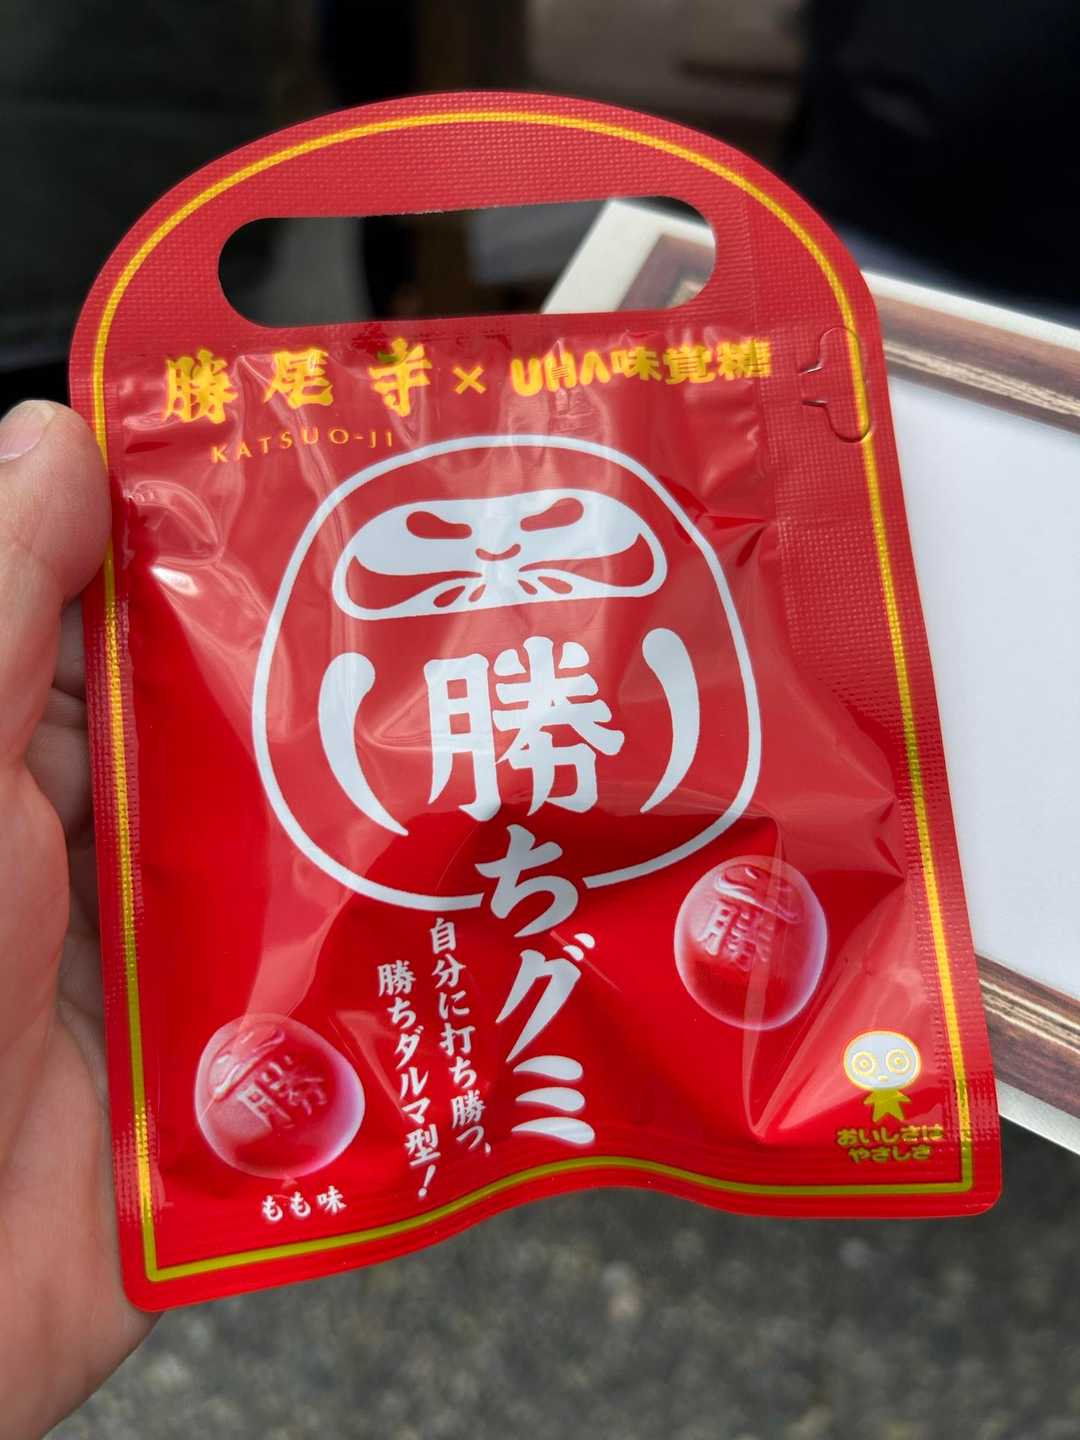 勝尾寺×UHA味覚糖
KATSUO-JI
勝ちグミ
自分に打ち勝つ、
勝ちダルマ型!
勝
勝
もも味
おいしさは
やさしさ